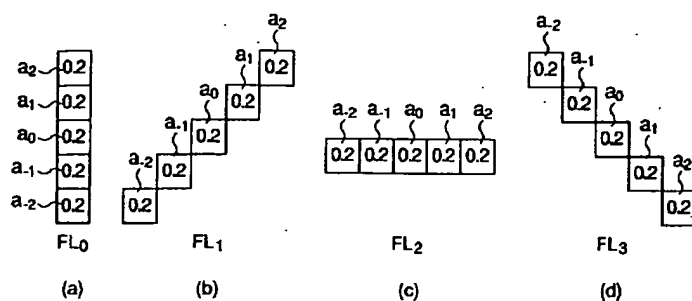 a2 0.2
a1 0.2
a0 0.2
a-1 0.2
a-2 0.2
FL0
(a)
a2
0.2
a1
0.2
a0
0.2
a-1
0.2
a-2
0.2
FL1
(b)
a-2 a-1 a0 a1 a2
0.2 0.2 0.2 0.2 0.2
FL2
(c)
a-2
0.2
a-1
0.2
a0
0.2
a1
0.2
a2
0.2
FL3
(d)